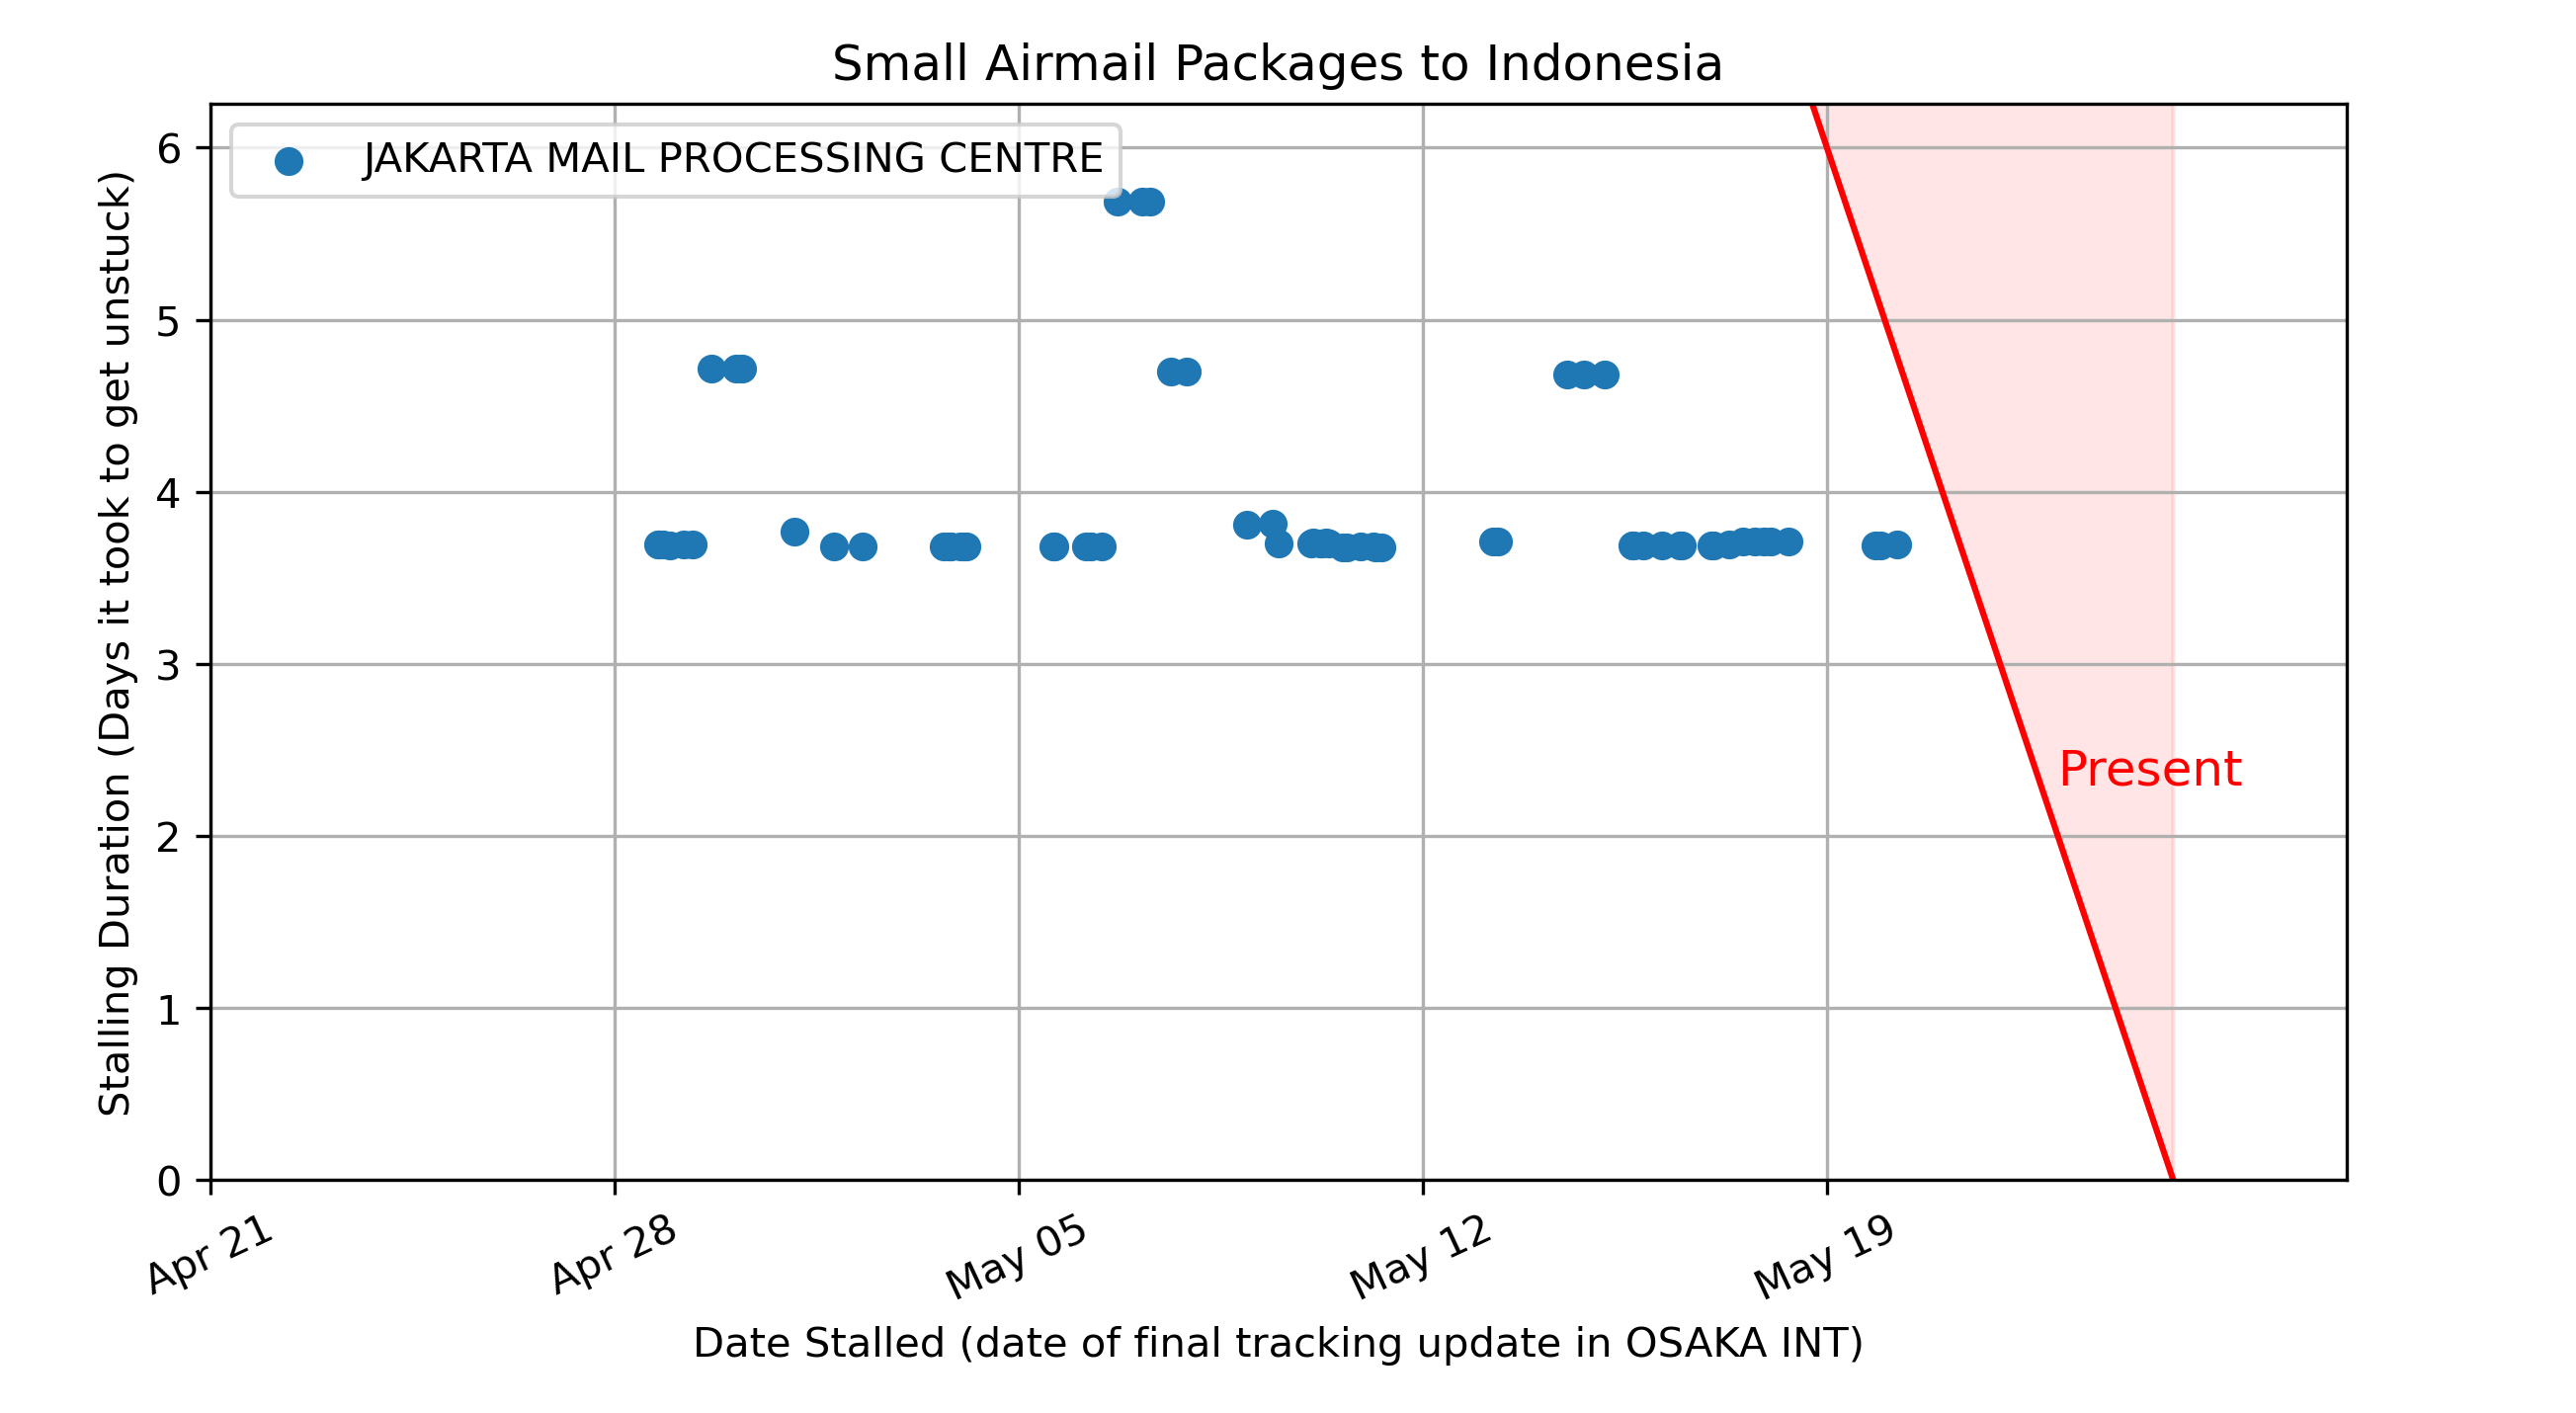 Small Airmail Packages to Indonesia
JAKARTA MAIL PROCESSING CENTRE
Stalling Duration (Days it took to get unstuck)
6
5
4
3
2
1
0
Present
Apr 21
Apr 28
May 05
May 12
May 19
Date Stalled (date of final tracking update in OSAKA INT)